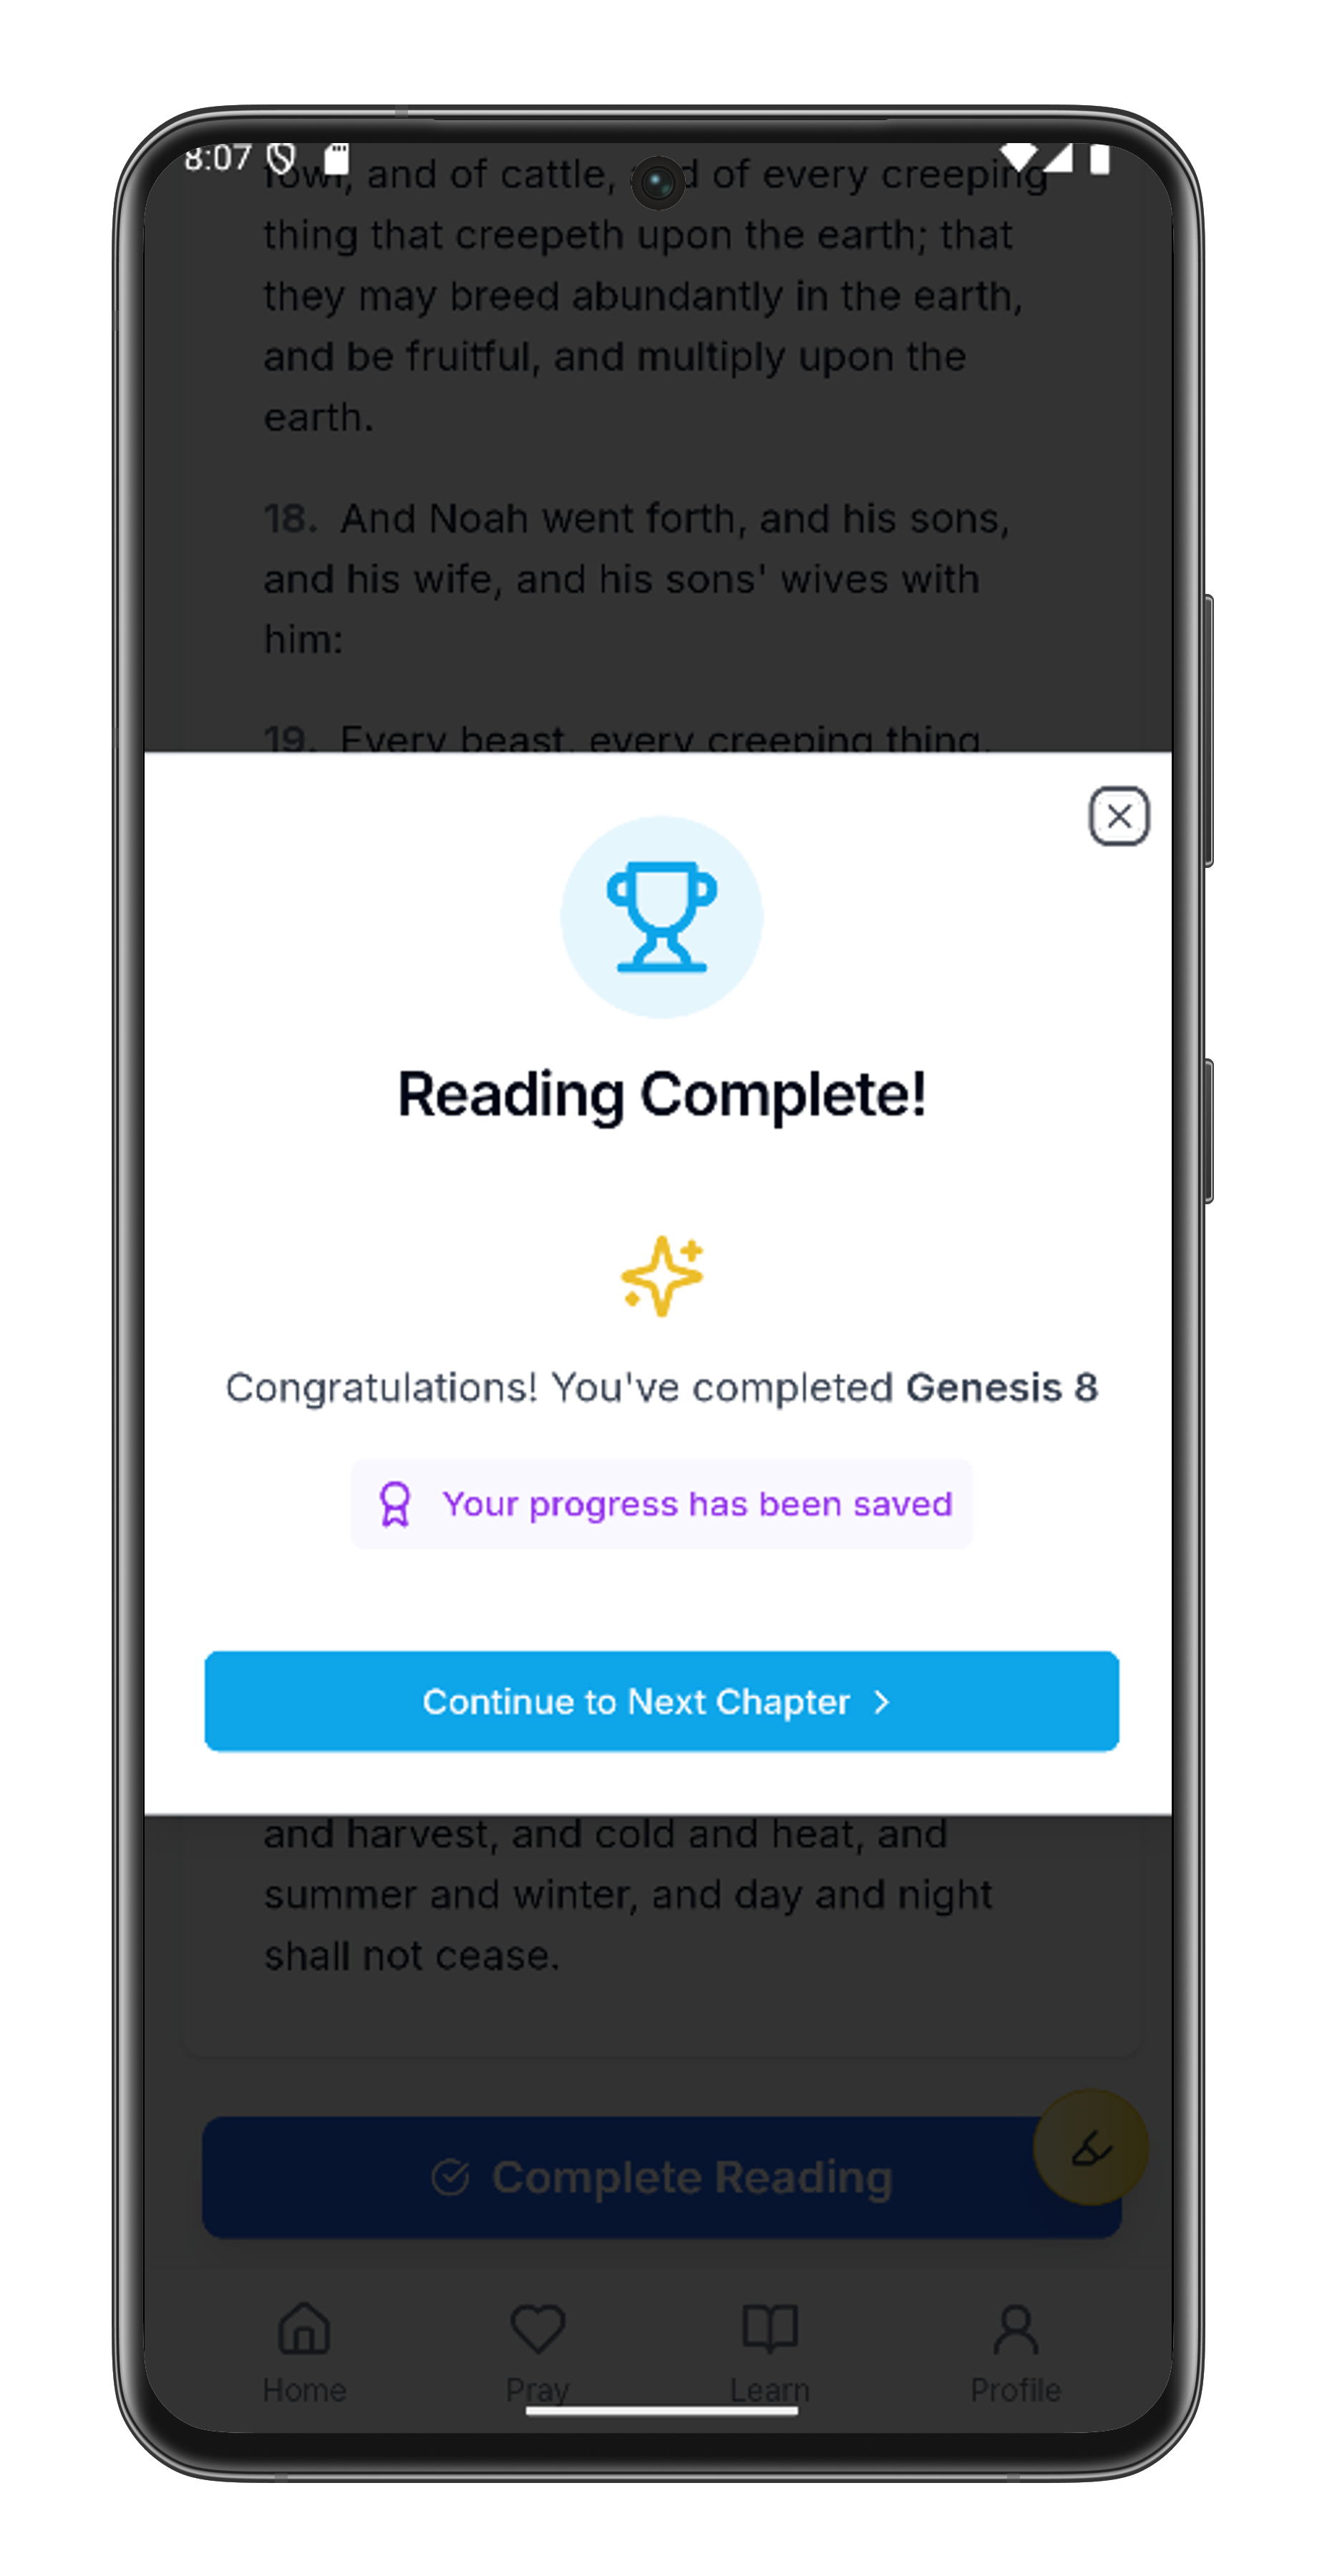 8:07
fowl, and of cattle, d of every creeping
thing that creepeth upon the earth; that
they may breed abundantly in the earth,
and be fruitful, and multiply upon the
earth.
18. And Noah went forth, and his sons,
and his wife, and his sons' wives with
him:
19. Every beast, every creeping thing,
Reading Complete!
Congratulations! You've completed Genesis 8
Your progress has been saved
Continue to Next Chapter
and harvest, and cold and heat, and
summer and winter, and day and night
shall not cease.
Complete Reading
Home
Pray
Learn
Profile